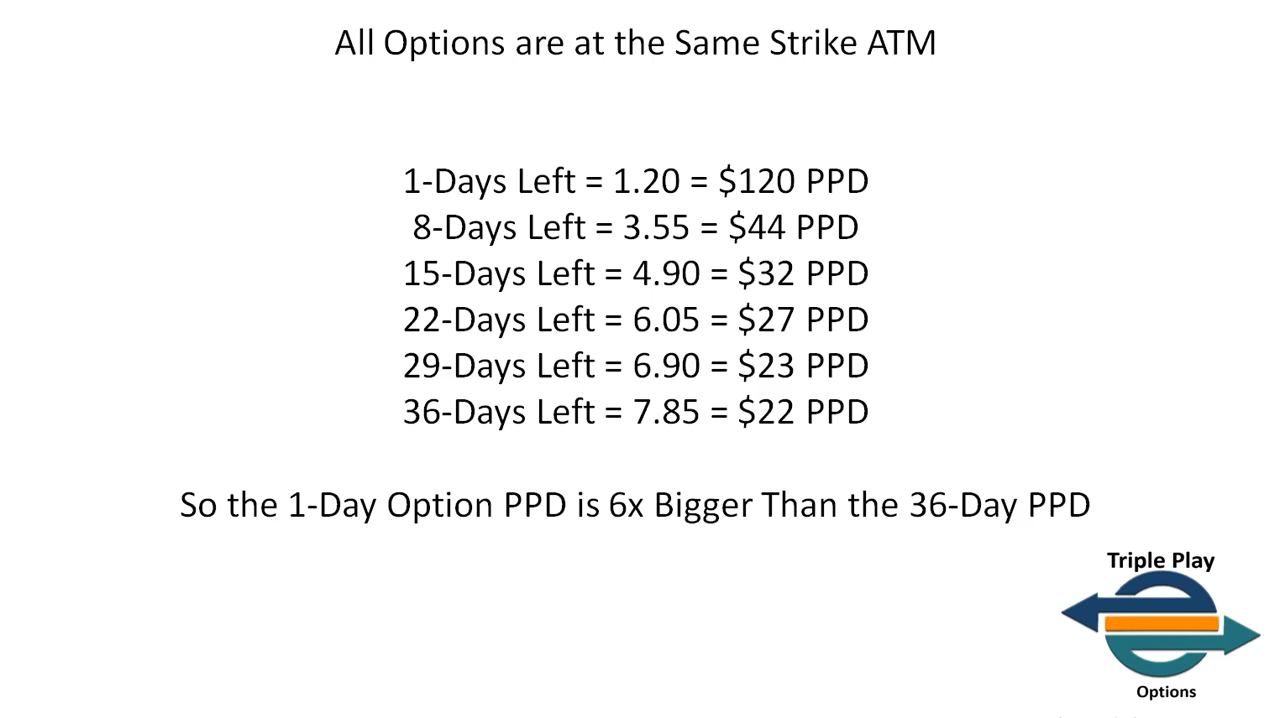 All Options are at the Same Strike ATM
1-Days Left = 1.20 = $120 PPD
8-Days Left = 3.55 = $44 PPD
15-Days Left = 4.90 = $32 PPD
22-Days Left = 6.05 = $27 PPD
29-Days Left = 6.90 = $23 PPD
36-Days Left = 7.85 = $22 PPD
So the 1-Day Option PPD is 6x Bigger Than the 36-Day PPD
Triple Play
Options